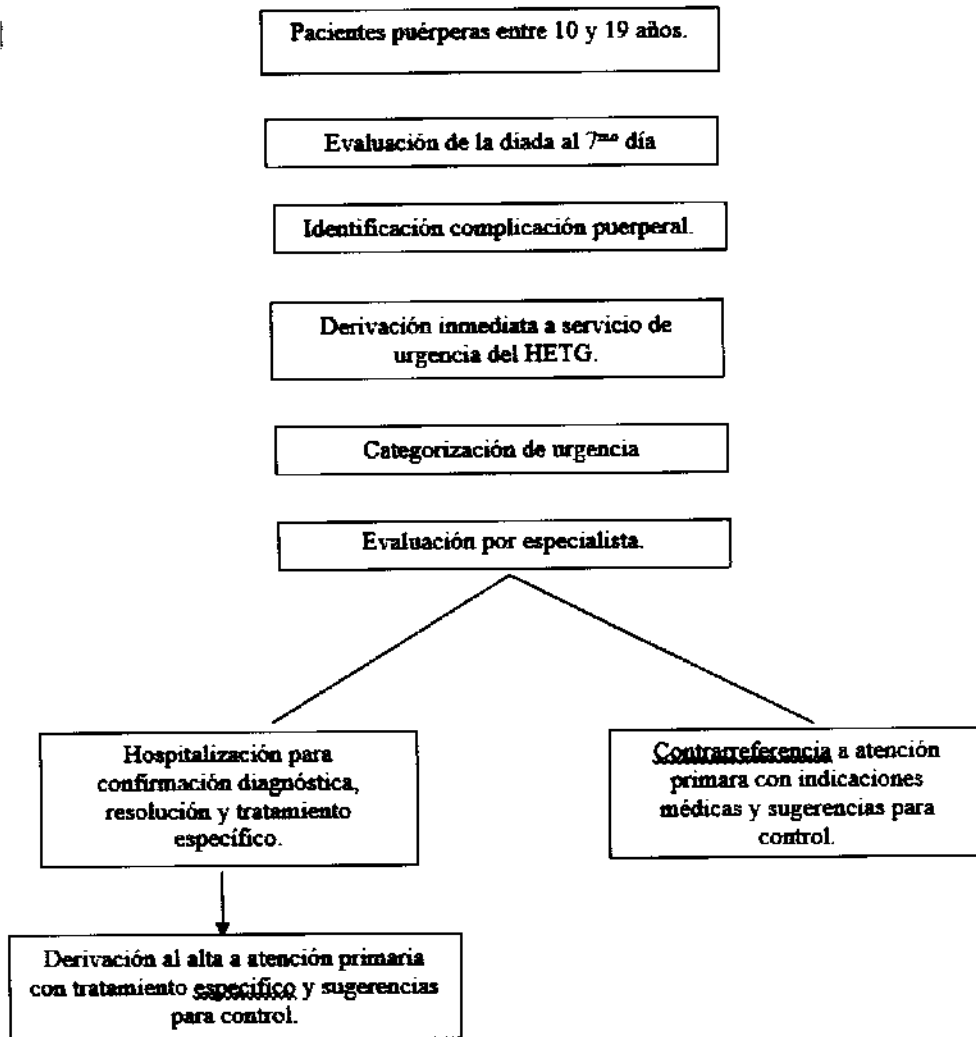 Pacientes puérperas entre 10 y 19 años.
Evaluación de la diada al 7mo día
Identificación complicación puerperal.
Derivación inmediata a servicio de
urgencia del HETG.
Categorización de urgencia
Evaluación por especialista.
Hospitalización para
confirmación diagnóstica,
resolución y tratamiento
específico.
Contrarreferencia a atención
primara con indicaciones
médicas y sugerencias para
control.
Derivación al alta a atención primaria
con tratamiento especifico y sugerencias
para control.